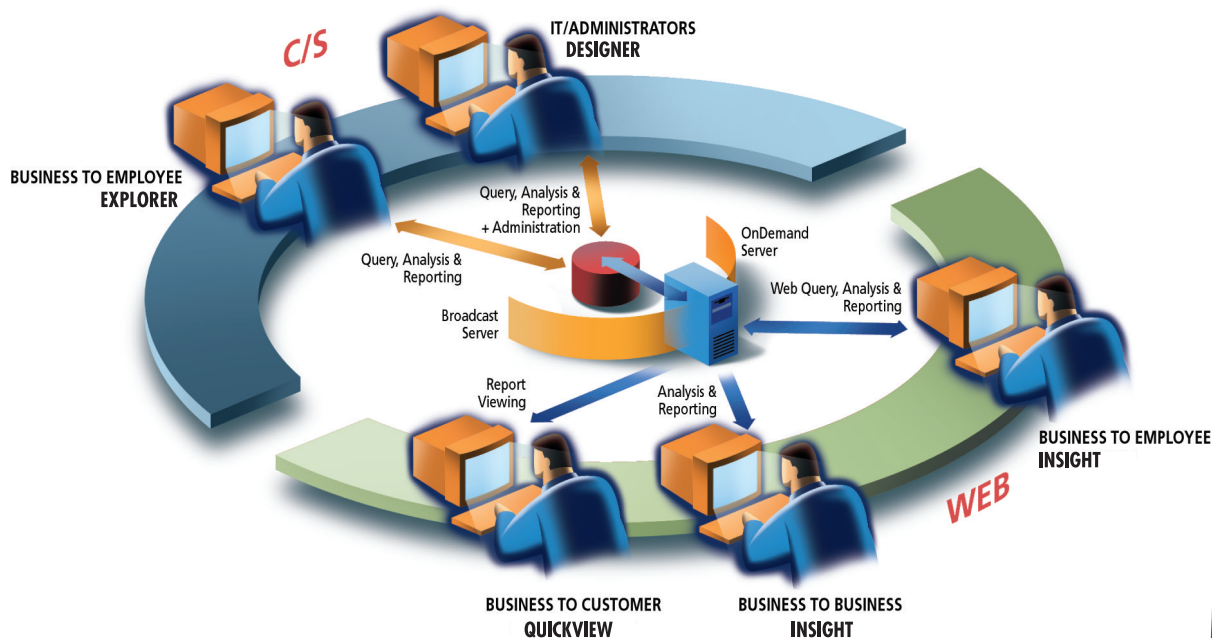 IT/ADMINISTRATORS
DESIGNER
C/S
BUSINESS TO EMPLOYEE
EXPLORER
Query, Analysis &
Reporting
+ Administration
OnDemand
Server
Query, Analysis &
Reporting
Web Query, Analysis &
Reporting
Broadcast
Server
Report
Viewing
Analysis &
Reporting
BUSINESS TO EMPLOYEE
INSIGHT
WEB
BUSINESS TO CUSTOMER
QUICKVIEW
BUSINESS TO BUSINESS
INSIGHT